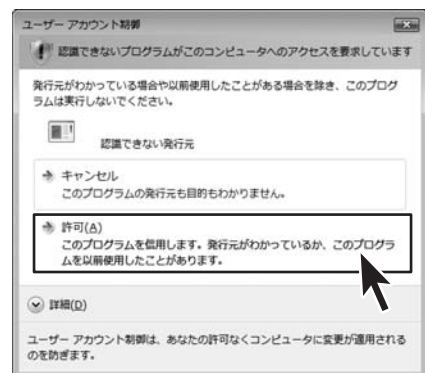 ユーザー アカウント制御
認識できないプログラムがこのコンピュータへのアクセスを要求しています
発行元がわかっている場合や以前使用したことがある場合を除き、このプログ
ラムは実行しないでください。
認識できない発行元
キャンセル
このプログラムの発行元も目的もわかりません。
許可(A)
このプログラムを信用します。発行元がわかっているか、このプログラ
ムを以前使用したことがあります。
詳細(D)
ユーザー アカウント制御は、あなたの許可なくコンピュータに変更が適用される
のを防ぎます。